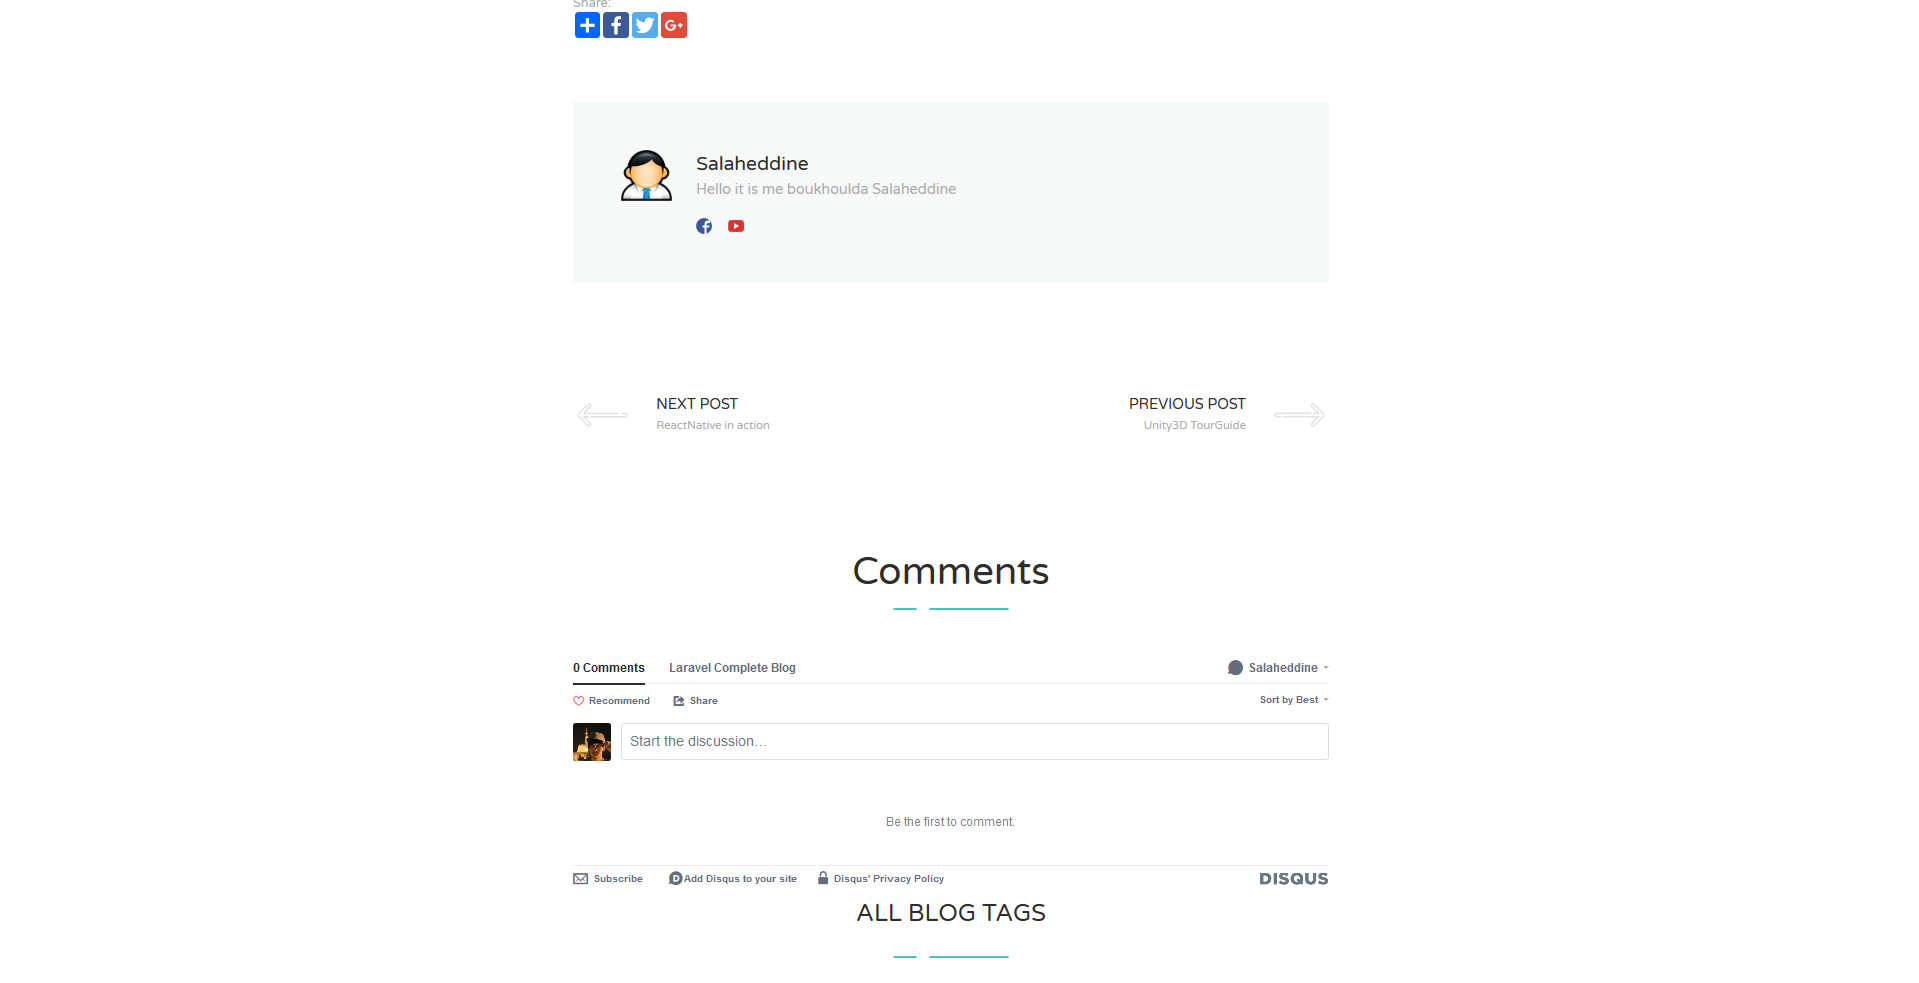 Share:
Salaheddine
Hello it is me boukhoulda Salaheddine
NEXT POST
ReactNative in action
PREVIOUS POST
Unity3D TourGuide
Comments
0 Comments
Laravel Complete Blog
Salaheddine
Recommend
Share
Sort by Best
Start the discussion...
Be the first to comment.
Subscribe
Add Disqus to your site
Disqus' Privacy Policy
DISQUS
ALL BLOG TAGS